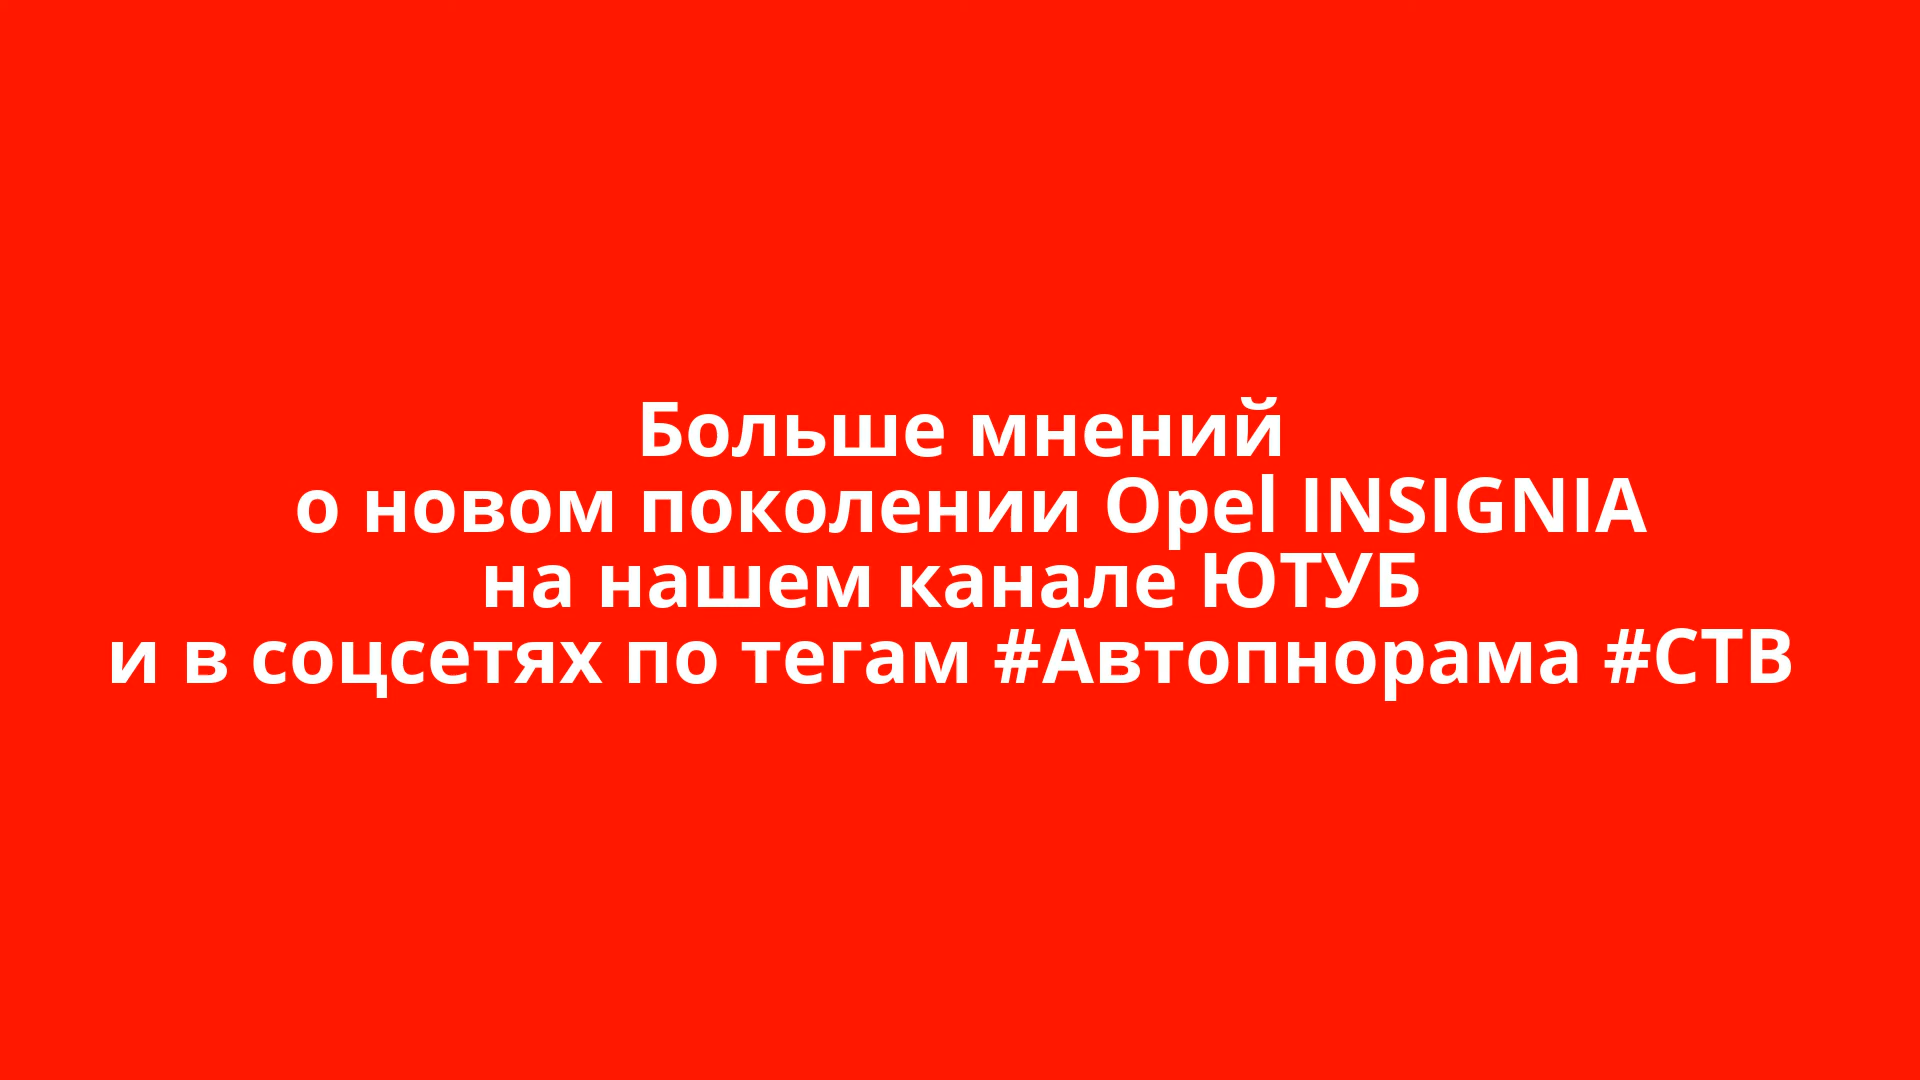 Больше мнений
о новом поколении Opel INSIGNIA
на нашем канале ЮТУБ
и в соцсетях по тегам #Автопнорама #СТВ